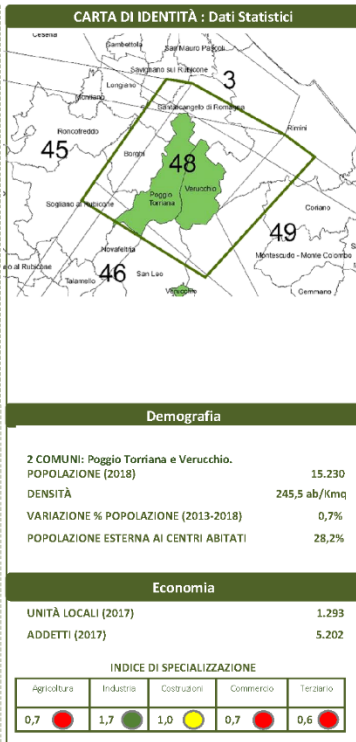 CARTA DI IDENTITÀ : Dati Statistici
Cesena
Gambettola
San Mauro Pascoli
Savignano sul Rubicone
3
Longiano
Montiano
Santarcangelo di Romagna
Roncofreddo
Rimini
45
Borghi
48
Poggio
Torriana
Verucchio
Sogliano al Rubicone
Coriano
49
Novafeltria
Montescudo - Monte Colombo
no al Rubicone
46
San Leo
Talamello
Verucchio
Gemmano
Demografia
2 COMUNI: Poggio Torriana e Verucchio.
POPOLAZIONE (2018) 15.230
DENSITÀ 245,5 ab/Kmq
VARIAZIONE % POPOLAZIONE (2013-2018) 0,7%
POPOLAZIONE ESTERNA AI CENTRI ABITATI 28,2%
Economia
UNITÀ LOCALI (2017) 1.293
ADDETTI (2017) 5.202
INDICE DI SPECIALIZZAZIONE
Agricoltura Industria Costruzioni Commercio Terziario
0,7 1,7 1,0 0,7 0,6